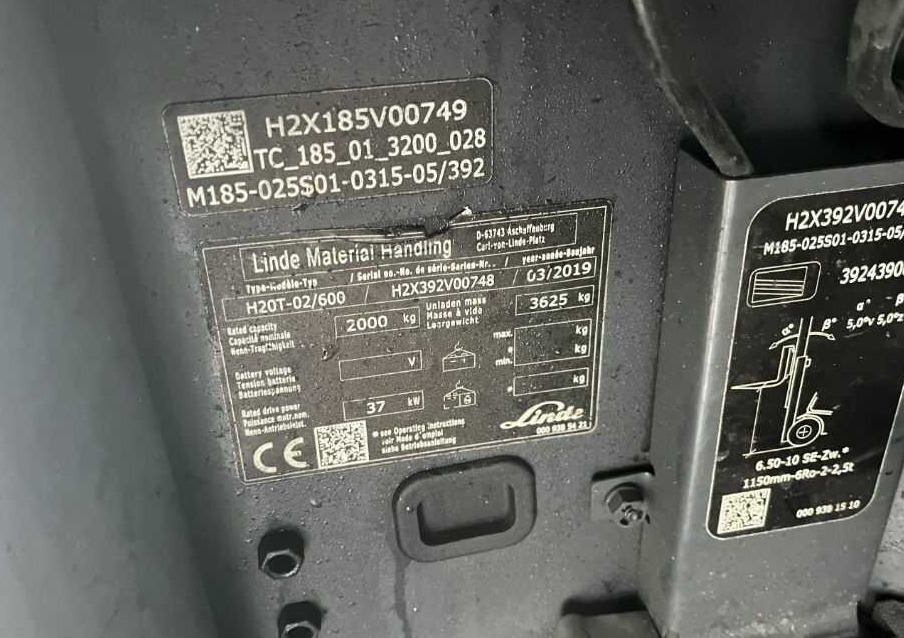 H2X185V00749
TC_185_01_3200_028
M185-025S01-0315-05/392
Linde Material Handling
D-63743 Aschaffenburg
Carl-von-Linde-Platz
Type-Modèle-Typ / Serial no.-No. de série-Serien-Nr. / year-année-Baujahr
H20T-02/600 / H2X392V00748 / 03/2019
Rated capacity
Capacité nominale
Nenn-Tragfähigkeit
2000 kg
Unladen mass
Masse à vide
Leergewicht
3625 kg
Battery voltage
Tension batterie
Batteriespannung
V
max. kg
* kg
min.
* kg
Rated drive power
Puissance motr.nom.
Nenn-Antriebsleist.
37 kW
CE
* see Operating instructions
voir Mode d'emploi
siehe Betriebsanleitung
Linde
000 939 54 21
H2X392V0074
M185-025S01-0315-05/
3924390
α° β°
α° β° 5,0°v 5,0°
6.50-10 SE-Zw.*
1150mm-6Ro-2-2,5t
000 939 15 10